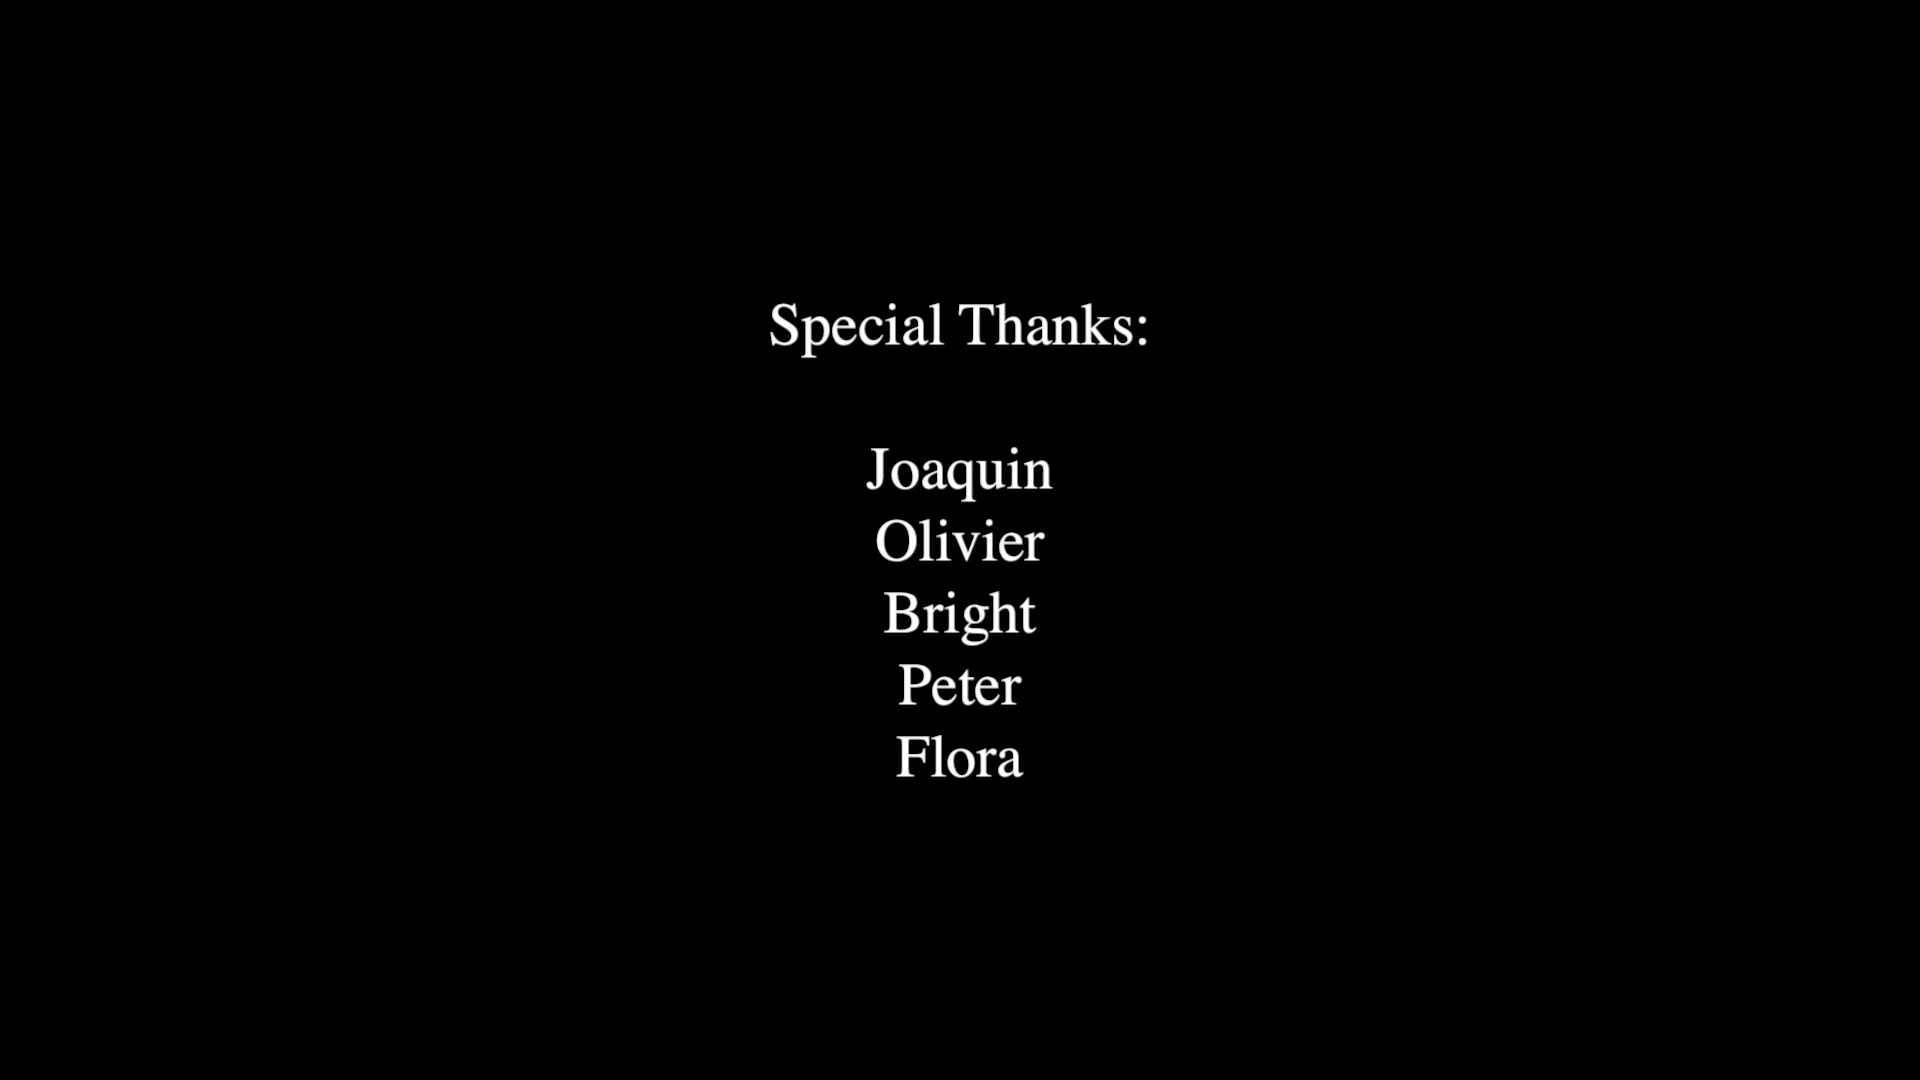 Special Thanks:
Joaquin
Olivier
Bright
Peter
Flora